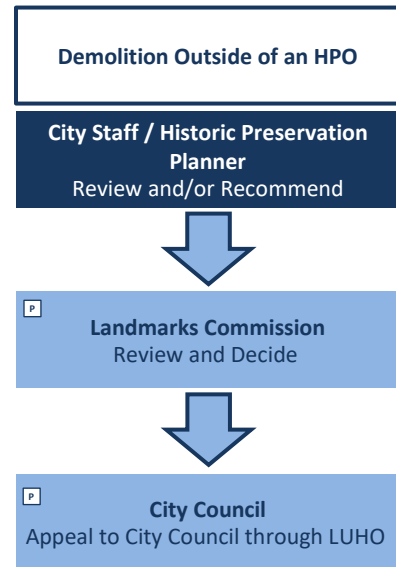 Demolition Outside of an HPO
City Staff / Historic Preservation
Planner
Review and/or Recommend
P
Landmarks Commission
Review and Decide
P
City Council
Appeal to City Council through LUHO